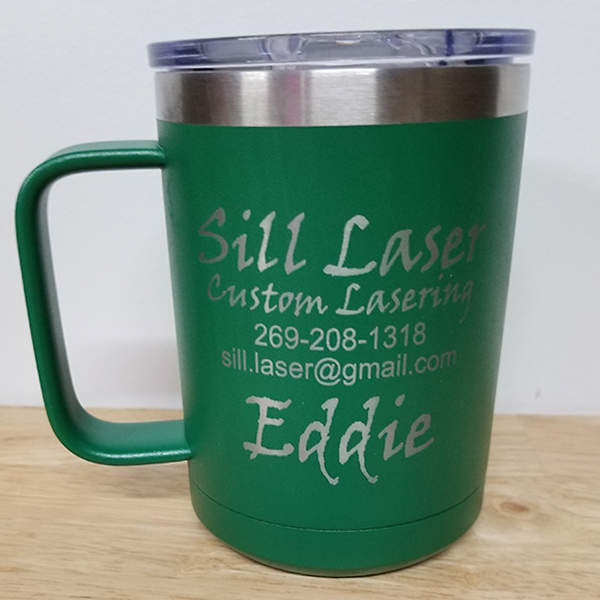 Sill Laser
Custom Lasering
269-208-1318
sill.laser@gmail.com
Eddie